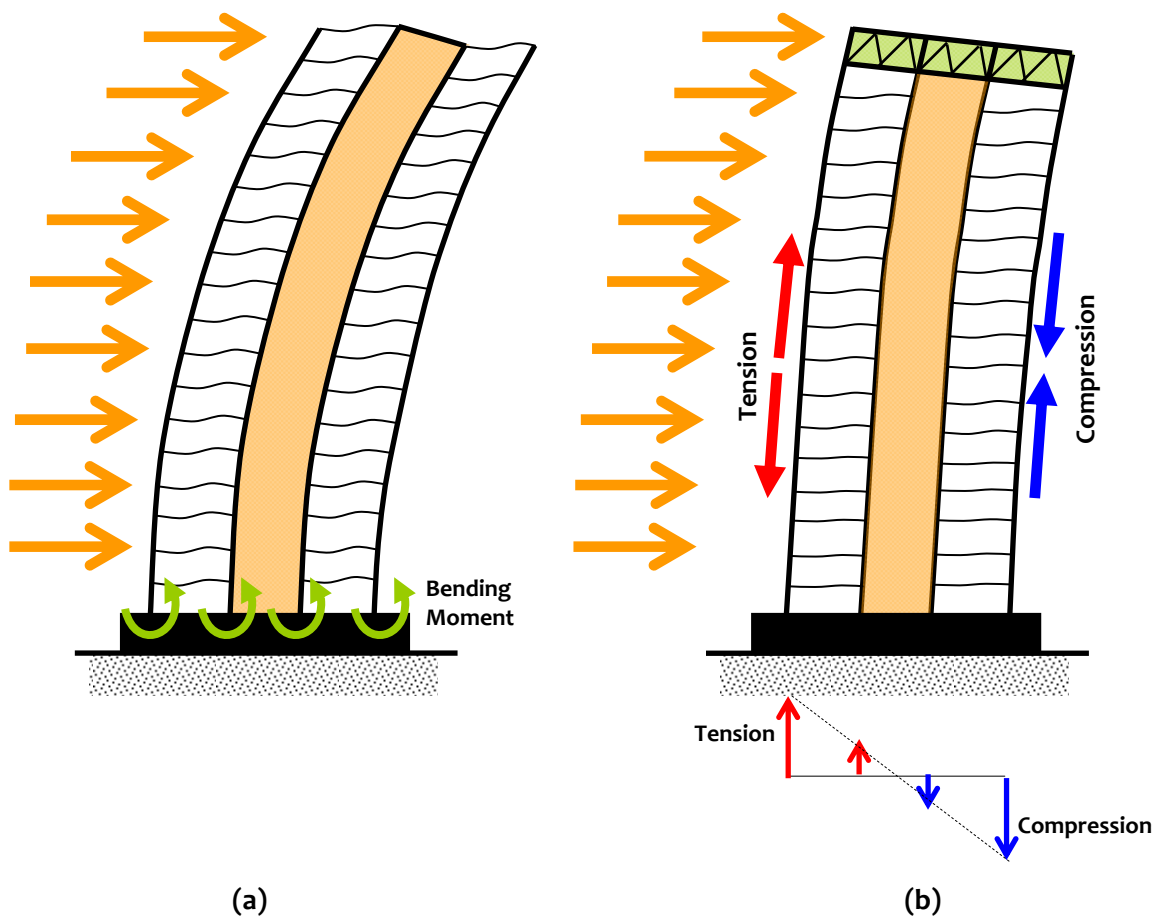 Bending
Moment
Tension
Compression
Tension
Compression
(a)
(b)